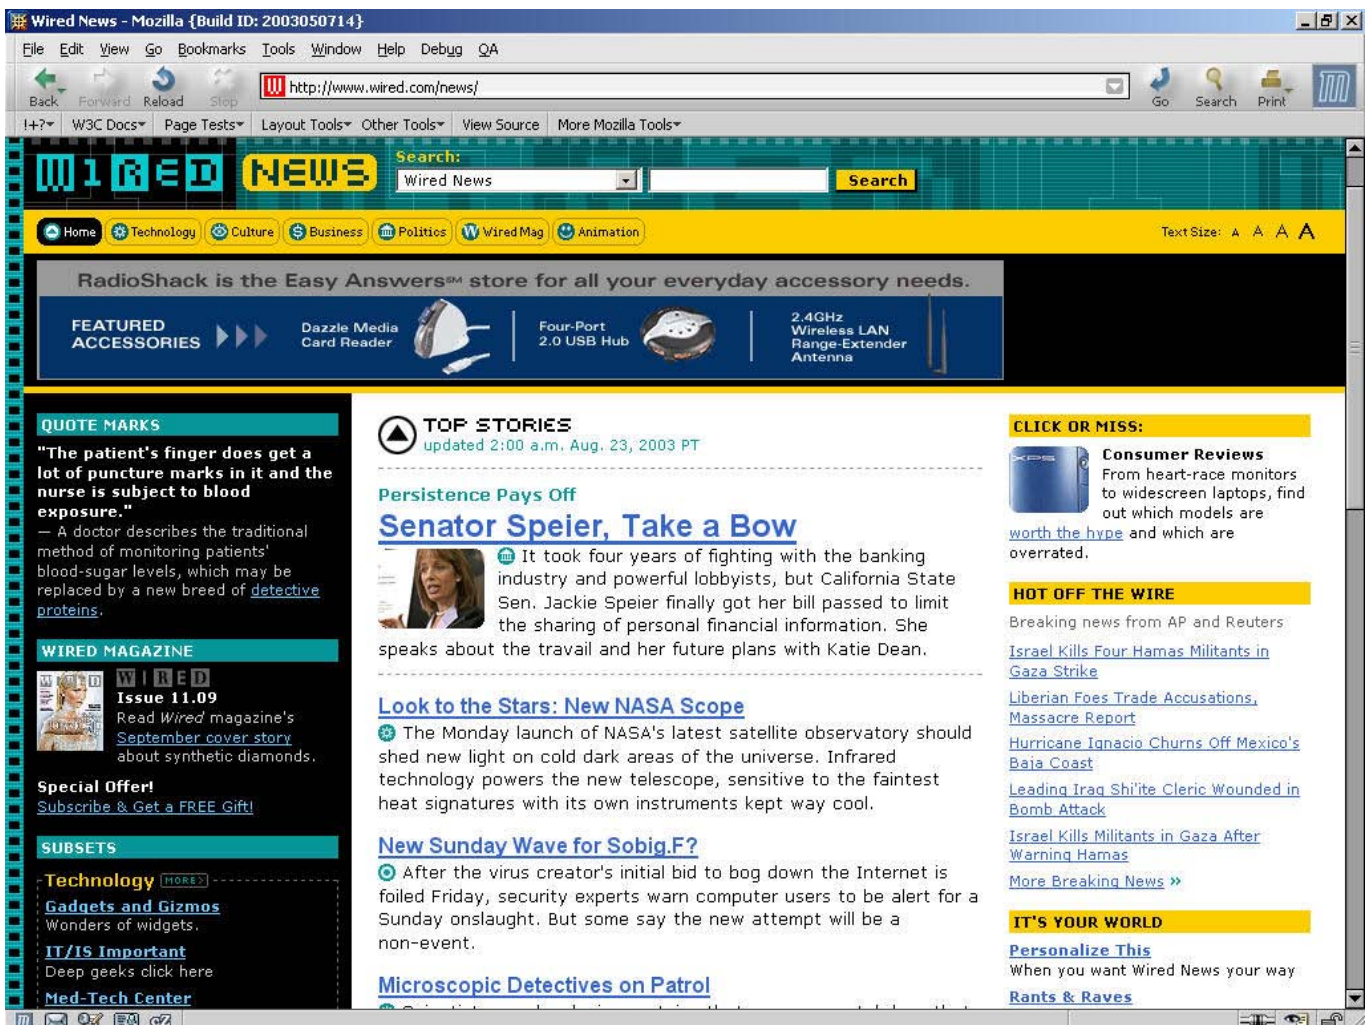 Wired News - Mozilla {Build ID: 2003050714}
File Edit View Go Bookmarks Tools Window Help Debug QA
Back Forward Reload Stop
http://www.wired.com/news/
Go Search Print
!+?
W3C Docs Page Tests Layout Tools Other Tools View Source More Mozilla Tools
WIRED NEWS
Search:
Wired News
Search
Home Technology Culture Business Politics Wired Mag Animation
Text Size: A A A A
RadioShack is the Easy Answers℠ store for all your everyday accessory needs.
FEATURED
ACCESSORIES
Dazzle Media
Card Reader
Four-Port
2.0 USB Hub
2.4GHz
Wireless LAN
Range-Extender
Antenna
QUOTE MARKS
"The patient's finger does get a
lot of puncture marks in it and the
nurse is subject to blood
exposure."
— A doctor describes the traditional
method of monitoring patients'
blood-sugar levels, which may be
replaced by a new breed of detective
proteins.
WIRED MAGAZINE
WIRED
WIRED
Issue 11.09
Read Wired magazine's
September cover story
about synthetic diamonds.
Special Offer!
Subscribe & Get a FREE Gift!
SUBSETS
Technology MORE>
Gadgets and Gizmos
Wonders of widgets.
IT/IS Important
Deep geeks click here
Med-Tech Center
TOP STORIES
updated 2:00 a.m. Aug. 23, 2003 PT
Persistence Pays Off
Senator Speier, Take a Bow
It took four years of fighting with the banking
industry and powerful lobbyists, but California State
Sen. Jackie Speier finally got her bill passed to limit
the sharing of personal financial information. She
speaks about the travail and her future plans with Katie Dean.
Look to the Stars: New NASA Scope
The Monday launch of NASA's latest satellite observatory should
shed new light on cold dark areas of the universe. Infrared
technology powers the new telescope, sensitive to the faintest
heat signatures with its own instruments kept way cool.
New Sunday Wave for Sobig.F?
After the virus creator's initial bid to bog down the Internet is
foiled Friday, security experts warn computer users to be alert for a
Sunday onslaught. But some say the new attempt will be a
non-event.
Microscopic Detectives on Patrol
CLICK OR MISS:
XPS
Consumer Reviews
From heart-race monitors
to widescreen laptops, find
out which models are
worth the hype and which are
overrated.
HOT OFF THE WIRE
Breaking news from AP and Reuters
Israel Kills Four Hamas Militants in
Gaza Strike
Liberian Foes Trade Accusations,
Massacre Report
Hurricane Ignacio Churns Off Mexico's
Baja Coast
Leading Iraq Shi'ite Cleric Wounded in
Bomb Attack
Israel Kills Militants in Gaza After
Warning Hamas
More Breaking News »
IT'S YOUR WORLD
Personalize This
When you want Wired News your way
Rants & Raves